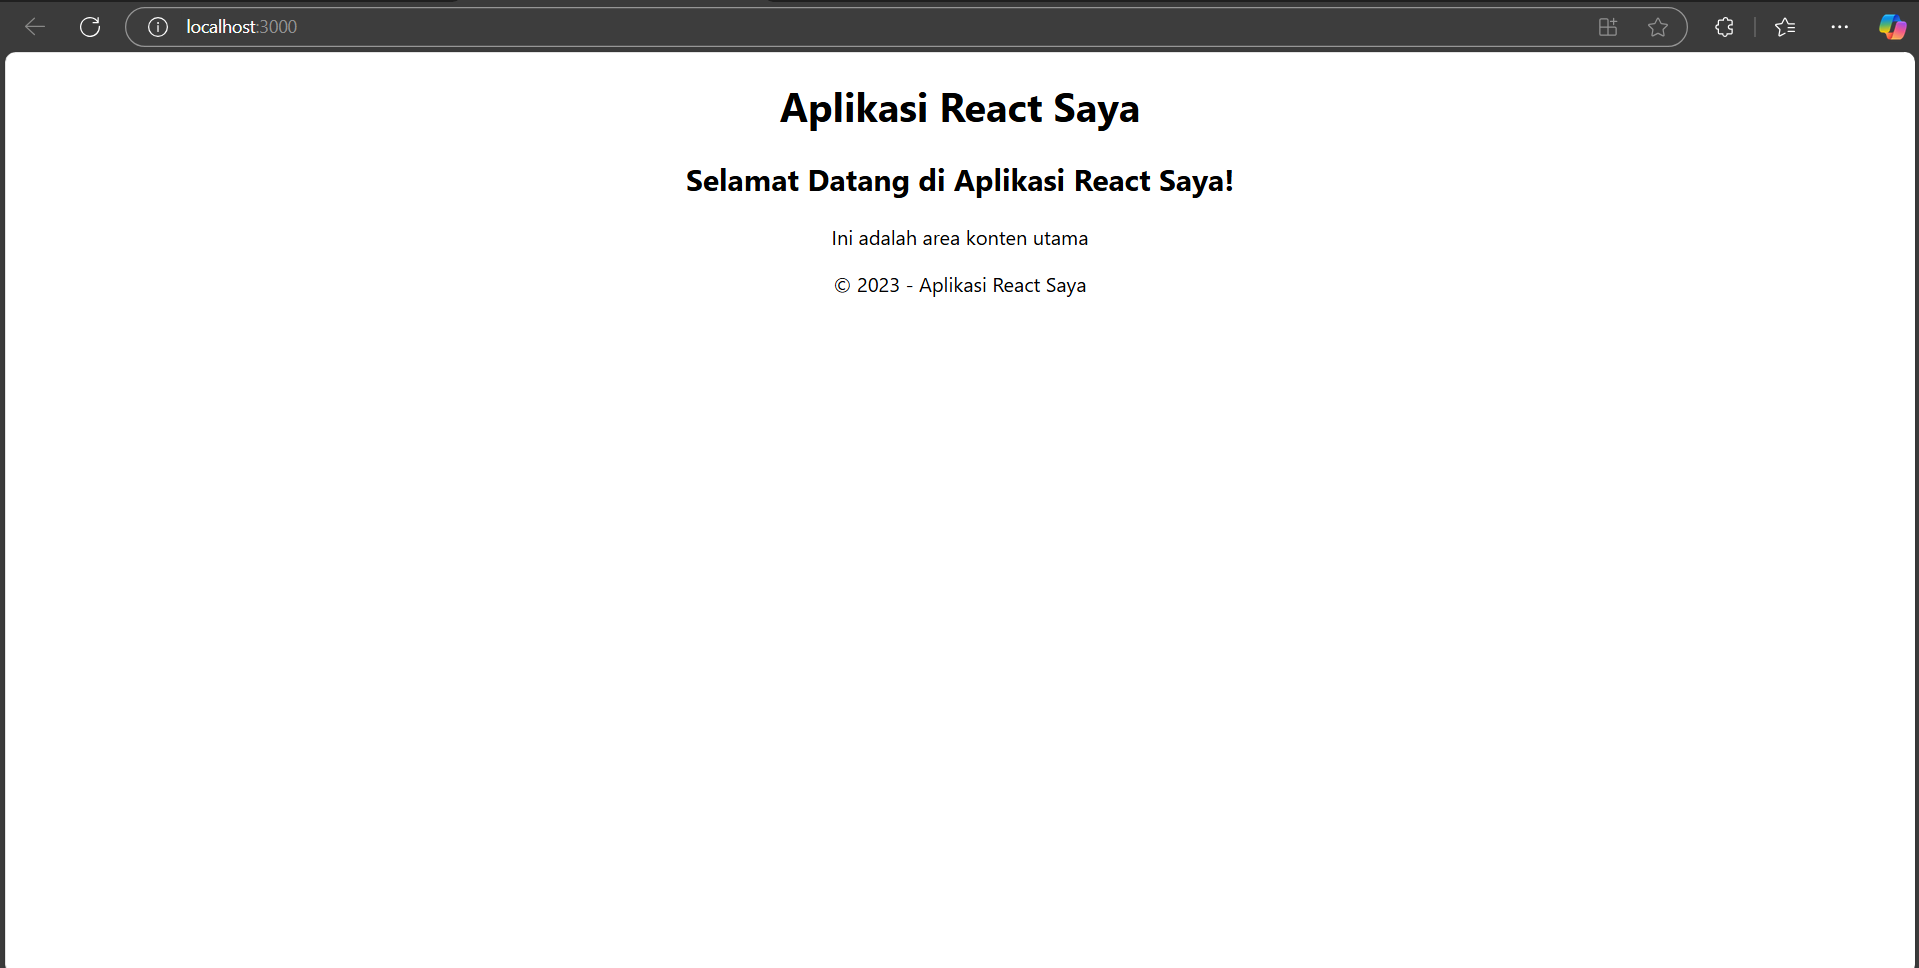 localhost:3000
Aplikasi React Saya
Selamat Datang di Aplikasi React Saya!
Ini adalah area konten utama
© 2023 - Aplikasi React Saya